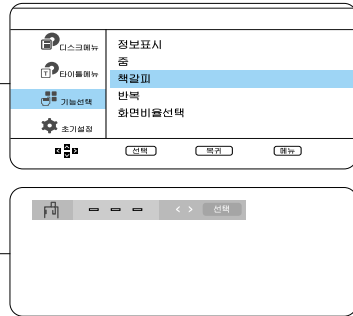 디스크메뉴
타이틀메뉴
기능선택
초기설정
정보표시
줌
책갈피
반복
화면비율선택
선택 복귀 메뉴
– – – < > 선택